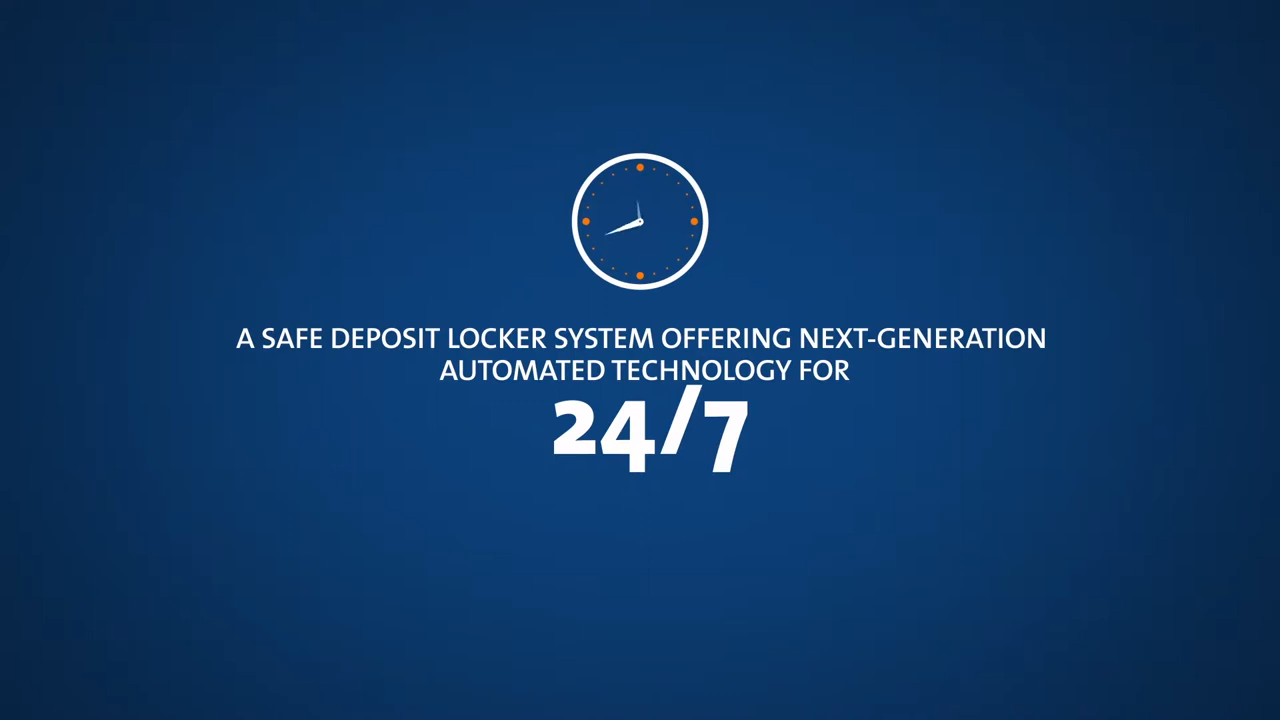 A SAFE DEPOSIT LOCKER SYSTEM OFFERING NEXT-GENERATION
AUTOMATED TECHNOLOGY FOR
24/7